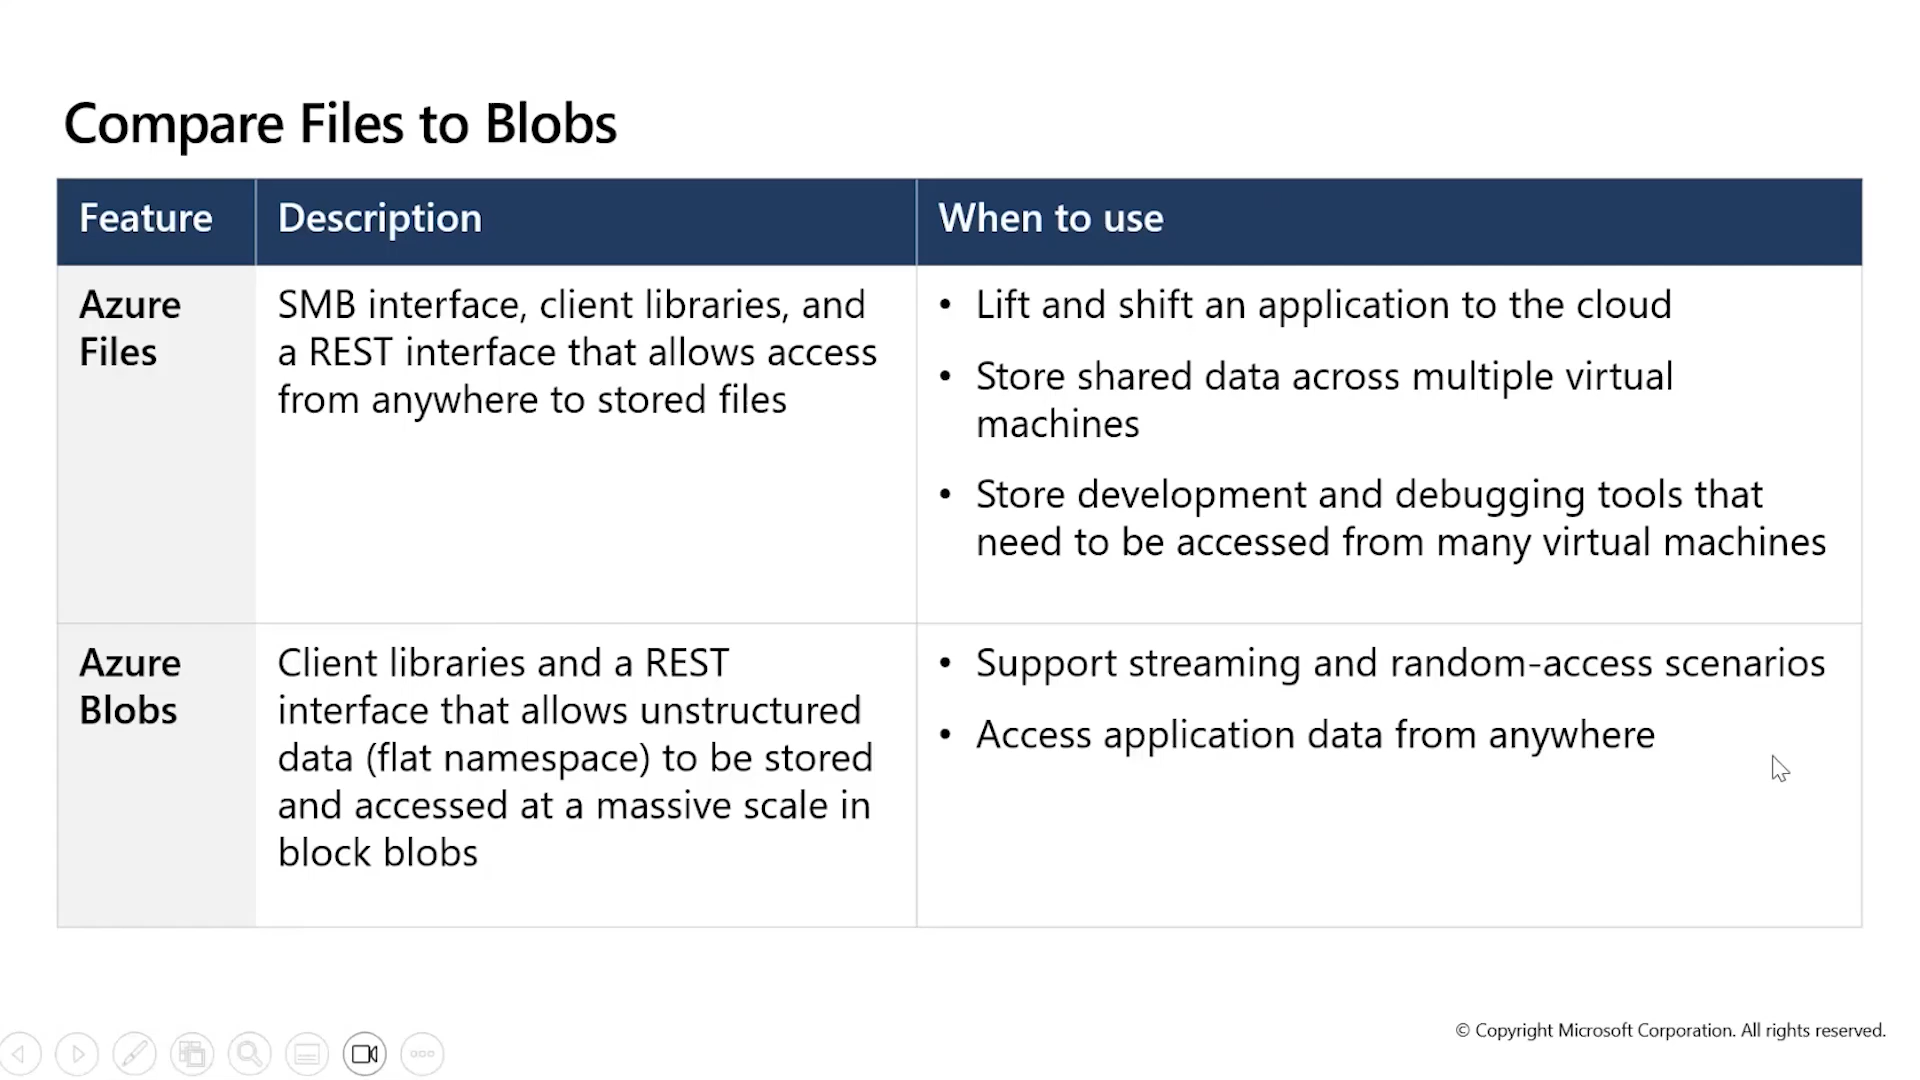 Compare Files to Blobs
Feature
Description
When to use
Azure
Files
SMB interface, client libraries, and
a REST interface that allows access
from anywhere to stored files
• Lift and shift an application to the cloud
• Store shared data across multiple virtual
machines
• Store development and debugging tools that
need to be accessed from many virtual machines
Azure
Blobs
Client libraries and a REST
interface that allows unstructured
data (flat namespace) to be stored
and accessed at a massive scale in
block blobs
• Support streaming and random-access scenarios
• Access application data from anywhere
© Copyright Microsoft Corporation. All rights reserved.